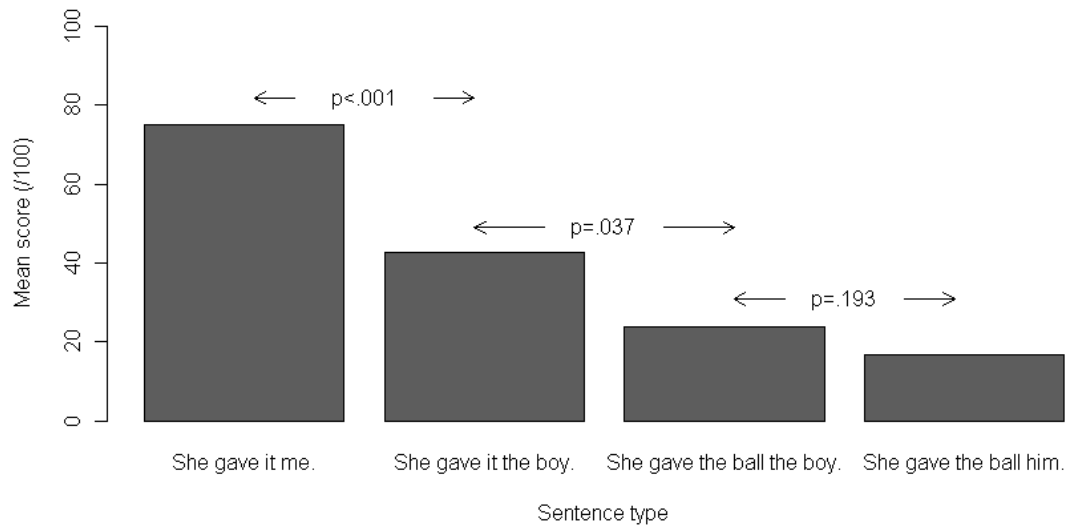 Mean score (/100)
100
80
60
40
20
0
p<.001
p=.037
p=.193
She gave it me.
She gave it the boy.
She gave the ball the boy.
She gave the ball him.
Sentence type